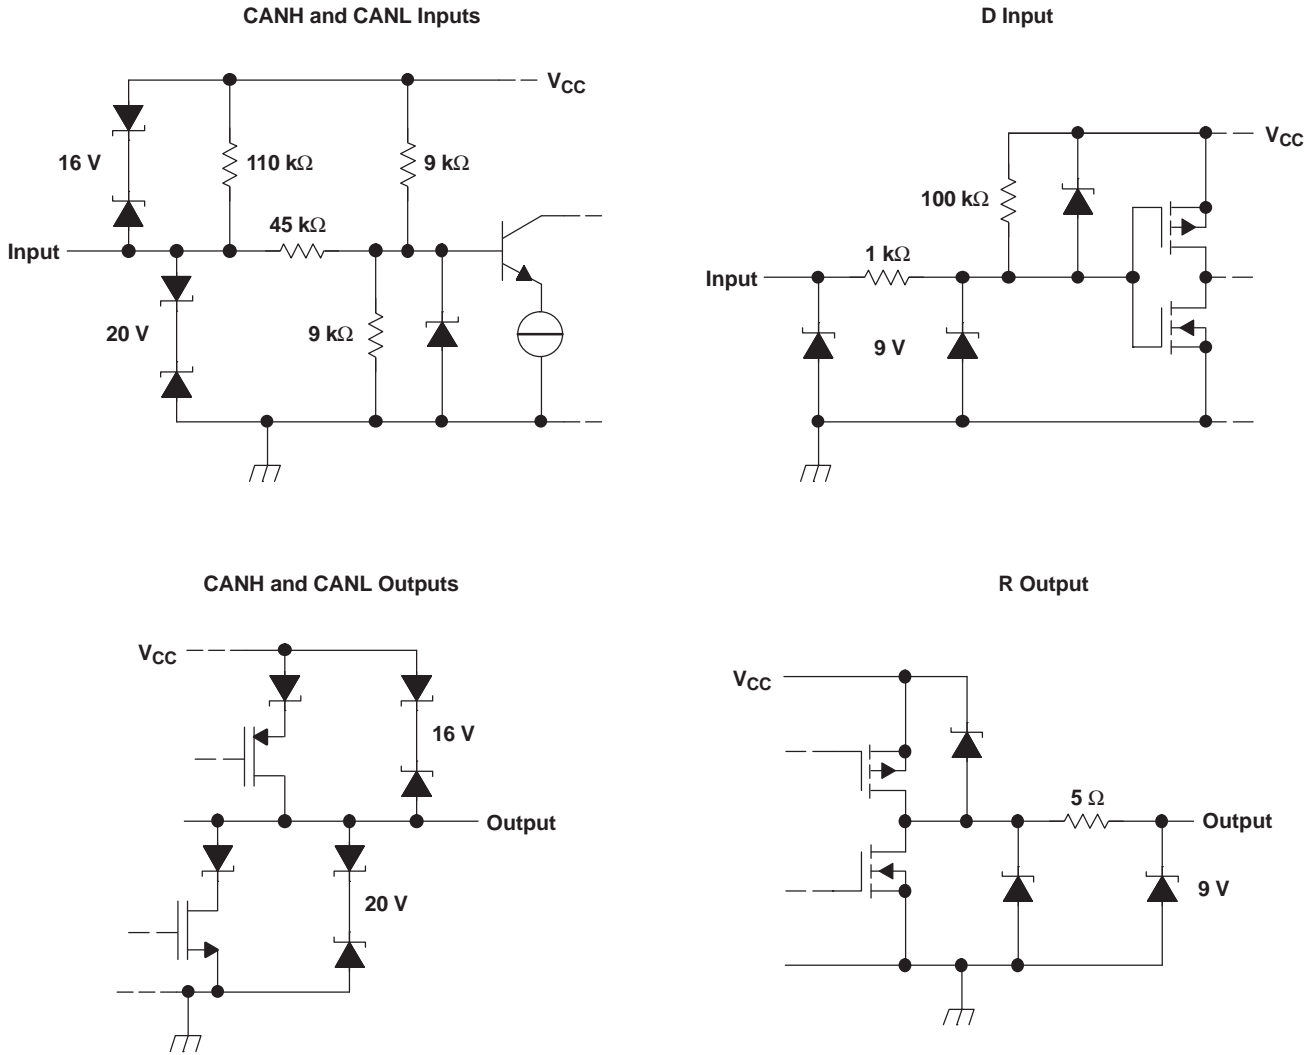 CANH and CANL Inputs
VCC
16 V
110 kΩ
9 kΩ
45 kΩ
Input
20 V
9 kΩ
D Input
VCC
100 kΩ
1 kΩ
Input
9 V
CANH and CANL Outputs
VCC
16 V
Output
20 V
R Output
VCC
5 Ω
Output
9 V